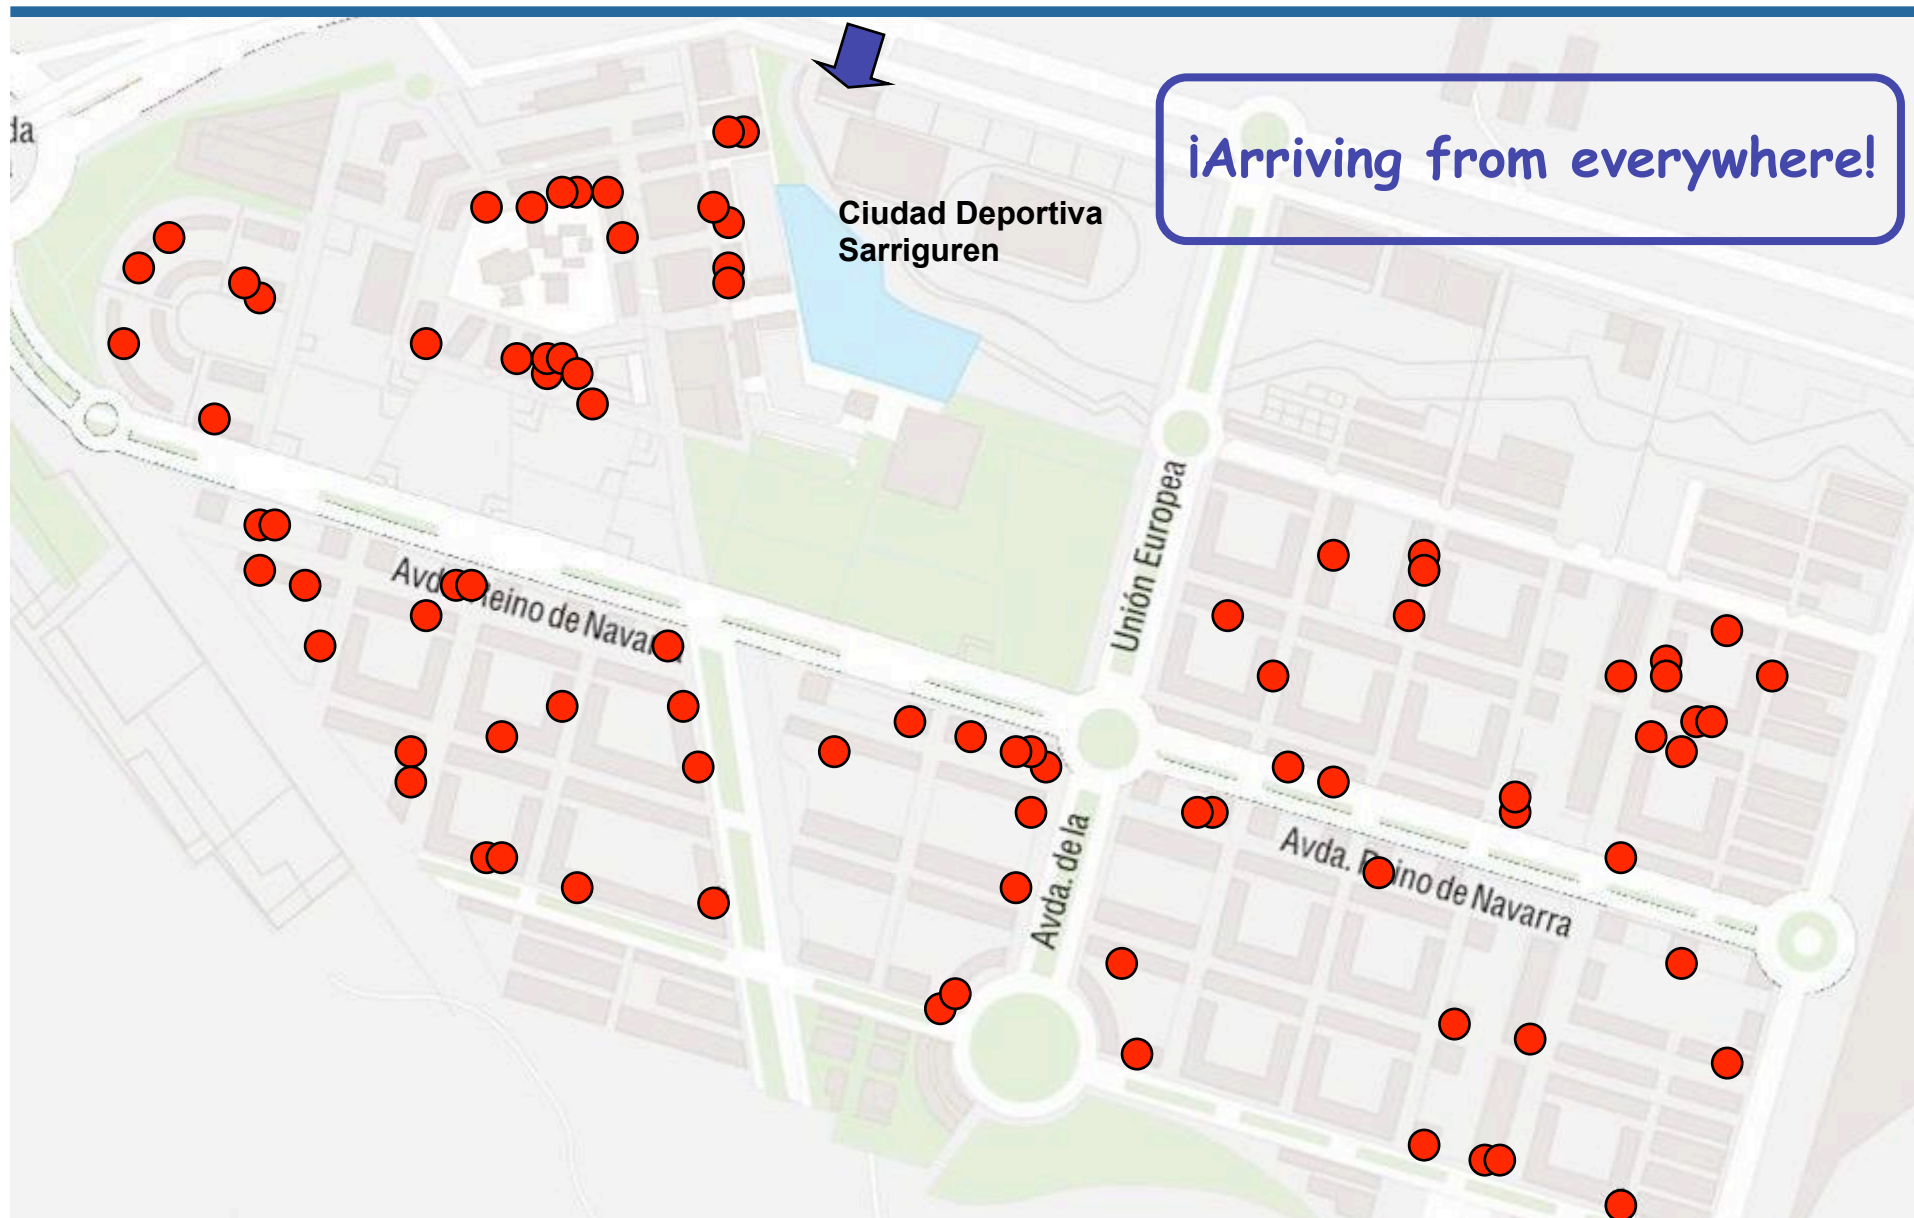 da
¡Arriving from everywhere!
Ciudad Deportiva
Sarriguren
Unión Europea
Avda. de la
Avda. Reino de Navarra